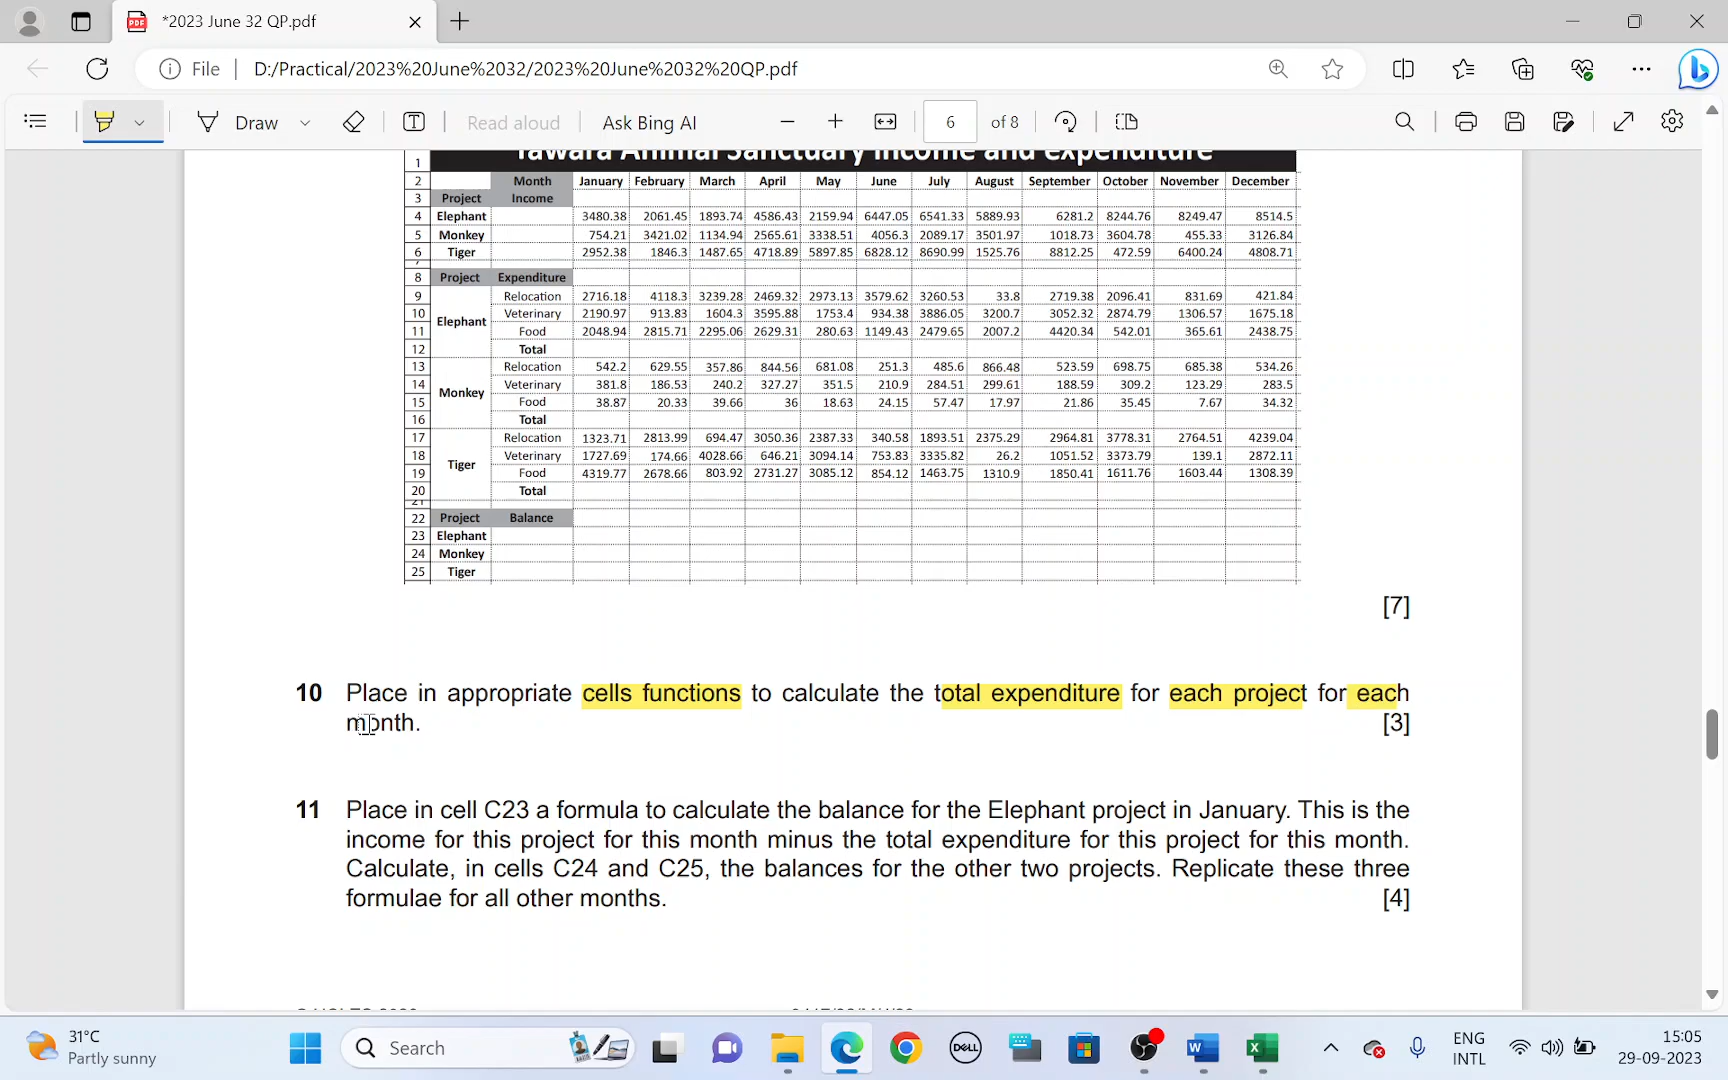 *2023 June 32 QP.pdf
File D:/Practical/2023%20June%2032/2023%20June%2032%20QP.pdf
Draw Read aloud Ask Bing AI 6 of 8
1 Tawara Animal Sanctuary Income and expenditure
2 Month January February March April May June July August September October November December
3 Project Income
4 Elephant 3480.38 2061.45 1893.74 4586.43 2159.94 6447.05 6541.33 5889.93 6281.2 8244.76 8249.47 8514.5
5 Monkey 754.21 3421.02 1134.94 2565.61 3338.51 4056.3 2089.17 3501.97 1018.73 3604.78 455.33 3126.84
6 Tiger 2952.38 1846.3 1487.65 4718.89 5897.85 6828.12 8690.99 1525.76 8812.25 472.59 6400.24 4808.71
8 Project Expenditure
9 Relocation 2716.18 4118.3 3239.28 2469.32 2973.13 3579.62 3260.53 33.8 2719.38 2096.41 831.69 421.84
10 Veterinary 2190.97 913.83 1604.3 3595.88 1753.4 934.38 3886.05 3200.7 3052.32 2874.79 1306.57 1675.18
Elephant
11 Food 2048.94 2815.71 2295.06 2629.31 280.63 1149.43 2479.65 2007.2 4420.34 542.01 365.61 2438.75
12 Total
13 Relocation 542.2 629.55 357.86 844.56 681.08 251.3 485.6 866.48 523.59 698.75 685.38 534.26
14 Veterinary 381.8 186.53 240.2 327.27 351.5 210.9 284.51 299.61 188.59 309.2 123.29 283.5
Monkey
15 Food 38.87 20.33 39.66 36 18.63 24.15 57.47 17.97 21.86 35.45 7.67 34.32
16 Total
17 Relocation 1323.71 2813.99 694.47 3050.36 2387.33 340.58 1893.51 2375.29 2964.81 3778.31 2764.51 4239.04
18 Veterinary 1727.69 174.66 4028.66 646.21 3094.14 753.83 3335.82 26.2 1051.52 3373.79 139.1 2872.11
Tiger
19 Food 4319.77 2678.66 803.92 2731.27 3085.12 854.12 1463.75 1310.9 1850.41 1611.76 1603.44 1308.39
20 Total
21
22 Project Balance
23 Elephant
24 Monkey
25 Tiger
[7]
10 Place in appropriate cells functions to calculate the total expenditure for each project for each
month. [3]
11 Place in cell C23 a formula to calculate the balance for the Elephant project in January. This is the
income for this project for this month minus the total expenditure for this project for this month.
Calculate, in cells C24 and C25, the balances for the other two projects. Replicate these three
formulae for all other months. [4]
31°C
Partly sunny
Search
DELL
ENG
INTL
15:05
29-09-2023